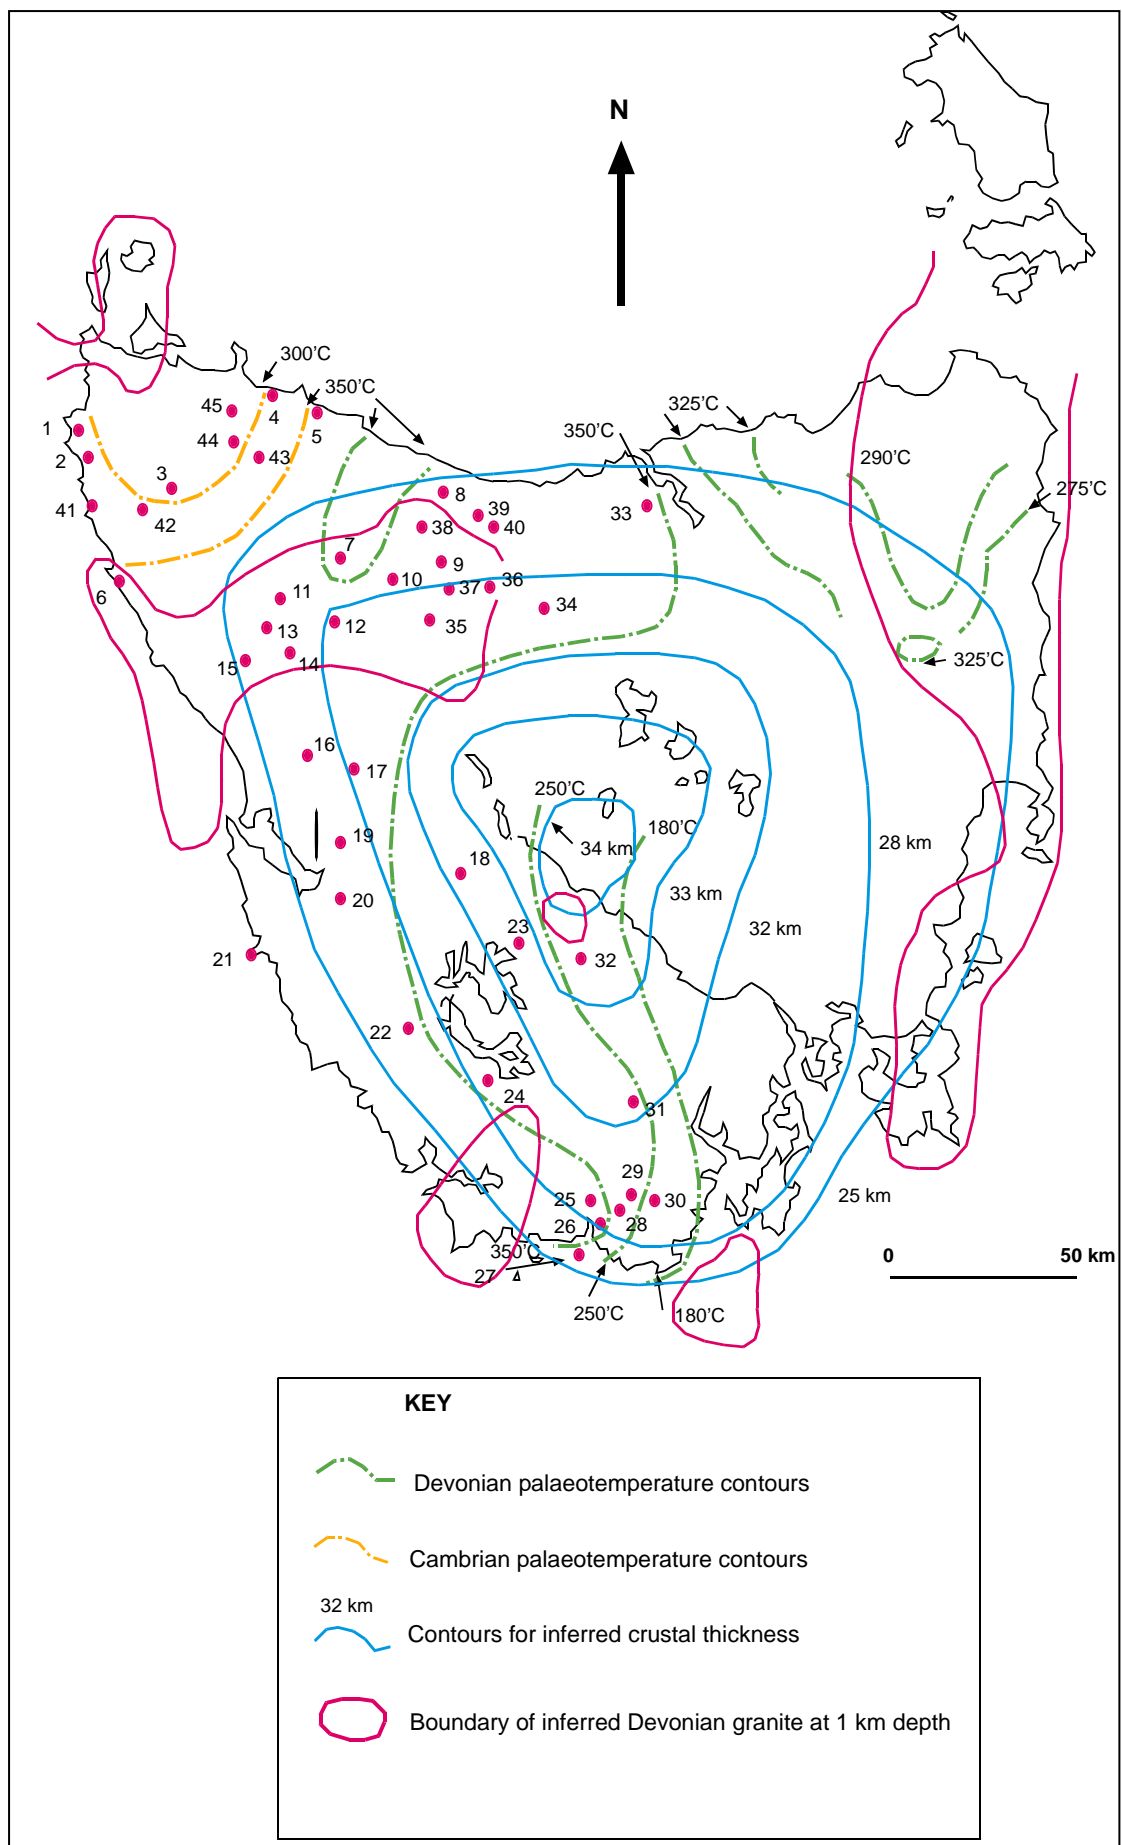 N
300'C
350'C
45
4
5
1
44
2
43
3
41
42
325'C
350'C
290'C
275'C
8
39
38
40
33
7
9
10
37
36
6
11
34
12
35
13
14
15
325'C
16
17
250'C
180'C
19
34 km
28 km
18
20
33 km
23
32 km
21
32
22
24
31
29
25
30
25 km
26
28
350'C
27
250'C
180'C
0 50 km
KEY
Devonian palaeotemperature contours
Cambrian palaeotemperature contours
32 km
Contours for inferred crustal thickness
Boundary of inferred Devonian granite at 1 km depth